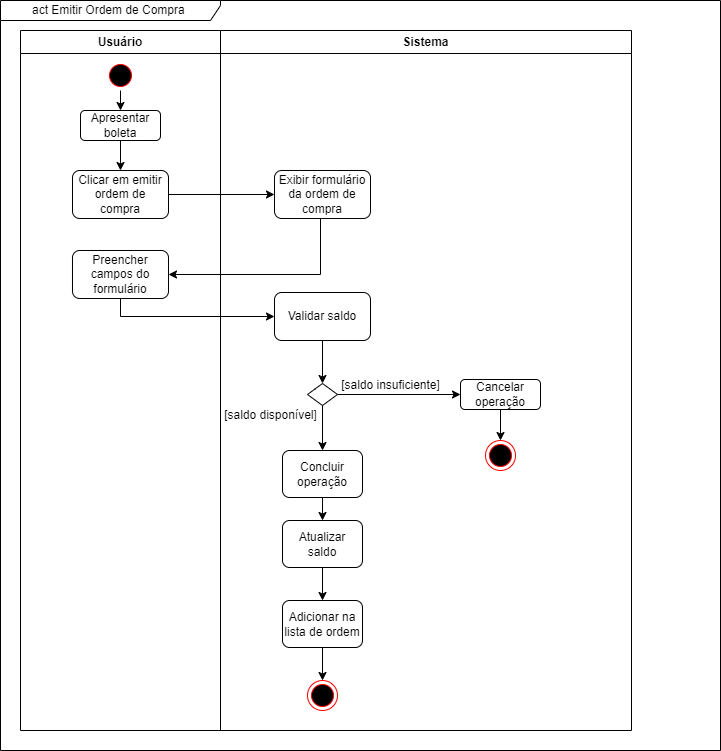 act Emitir Ordem de Compra
Usuário
Sistema
Apresentar
boleta
Clicar em emitir
ordem de
compra
Exibir formulário
da ordem de
compra
Preencher
campos do
formulário
Validar saldo
[saldo insuficiente]
Cancelar
operação
[saldo disponível]
Concluir
operação
Atualizar
saldo
Adicionar na
lista de ordem